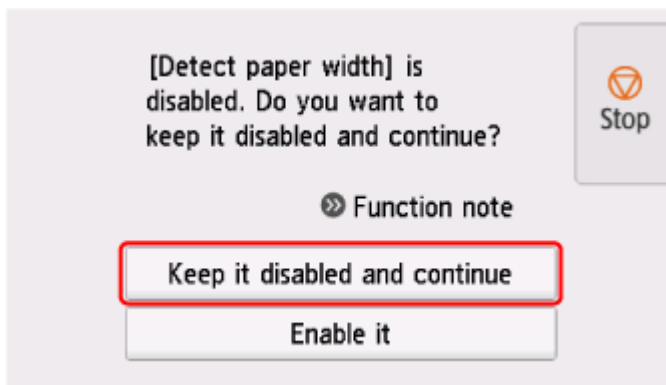 [Detect paper width] is
disabled. Do you want to
keep it disabled and continue?
Stop
Function note
Keep it disabled and continue
Enable it